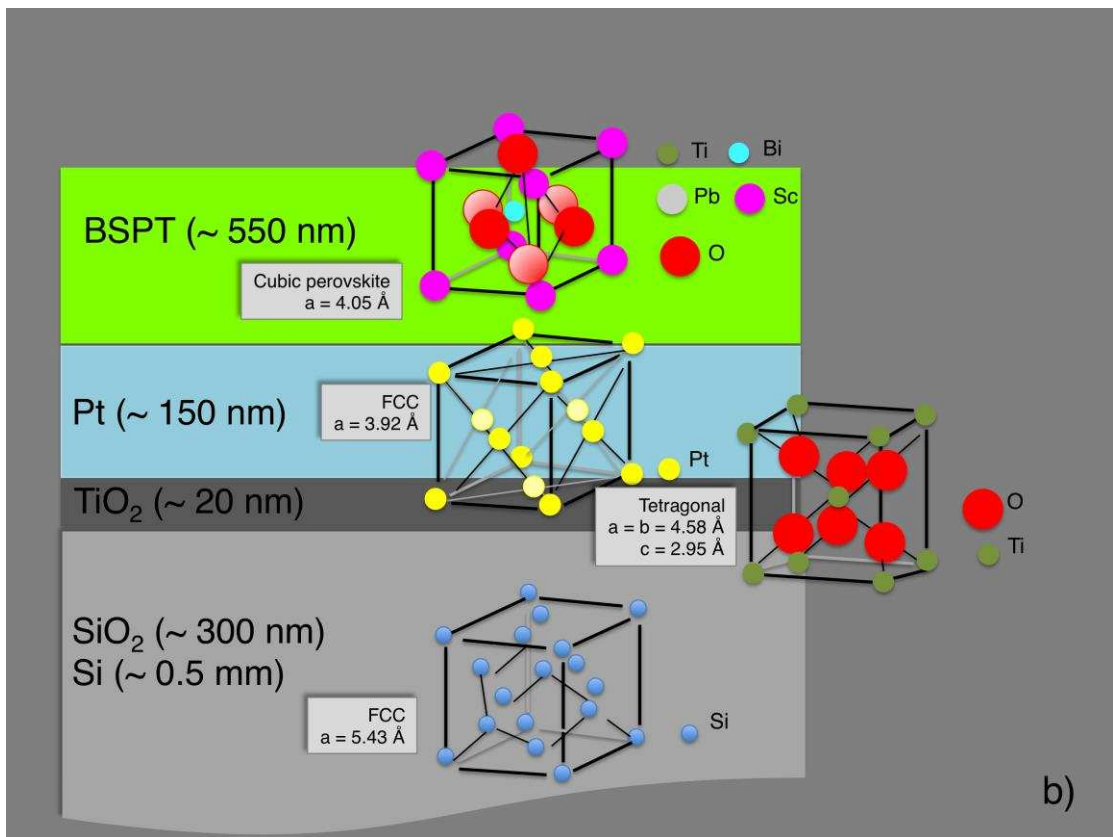 Ti
Bi
Pb
Sc
O
BSPT (~ 550 nm)
Cubic perovskite
a = 4.05 Å
Pt (~ 150 nm)
FCC
a = 3.92 Å
Pt
TiO₂ (~ 20 nm)
Tetragonal
a = b = 4.58 Å
c = 2.95 Å
O
Ti
SiO₂ (~ 300 nm)
Si (~ 0.5 mm)
FCC
a = 5.43 Å
Si
b)